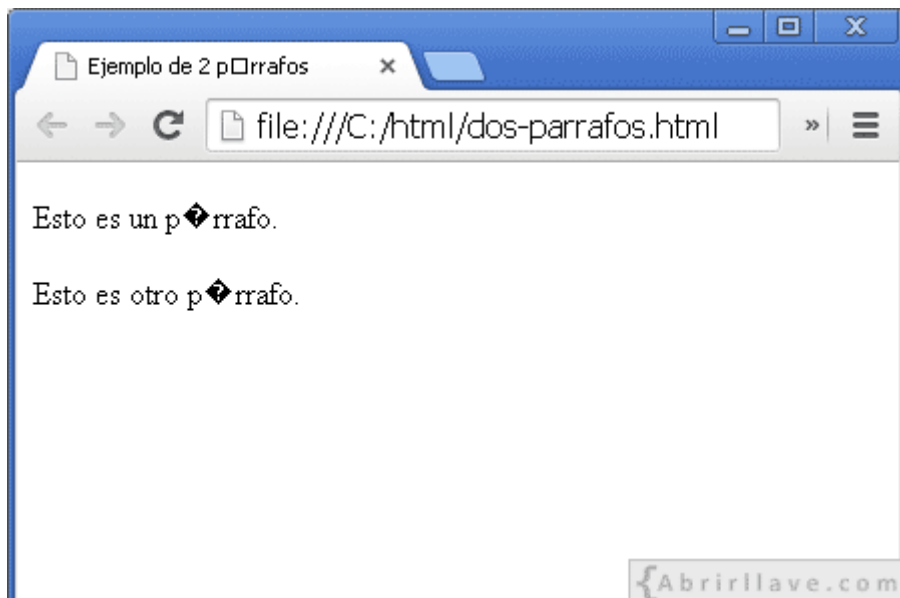 Ejemplo de 2 p□rrafos
file:///C:/html/dos-parrafos.html
Esto es un p�rrafo.
Esto es otro p�rrafo.
{Abrirllave.com